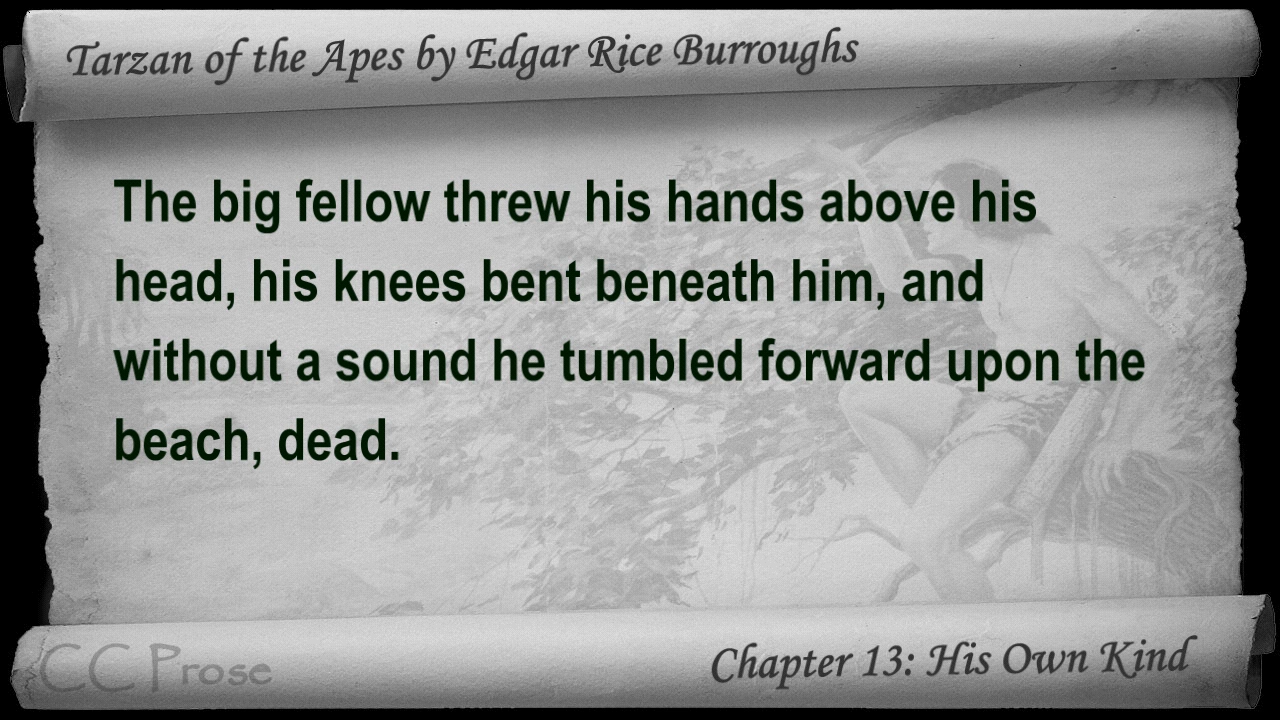 Tarzan of the Apes by Edgar Rice Burroughs
The big fellow threw his hands above his
head, his knees bent beneath him, and
without a sound he tumbled forward upon the
beach, dead.
CC Prose
Chapter 13: His Own Kind